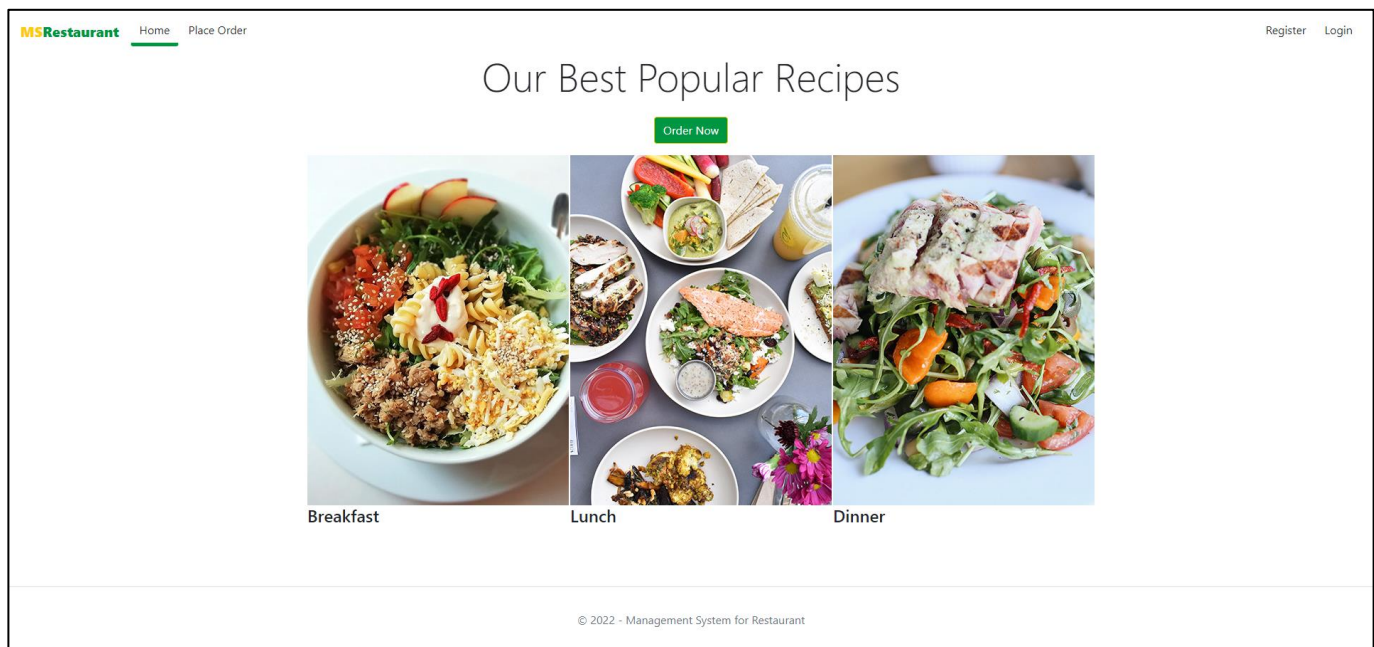 MSRestaurant Home Place Order Register Login
Our Best Popular Recipes
Order Now
Breakfast Lunch Dinner
© 2022 - Management System for Restaurant